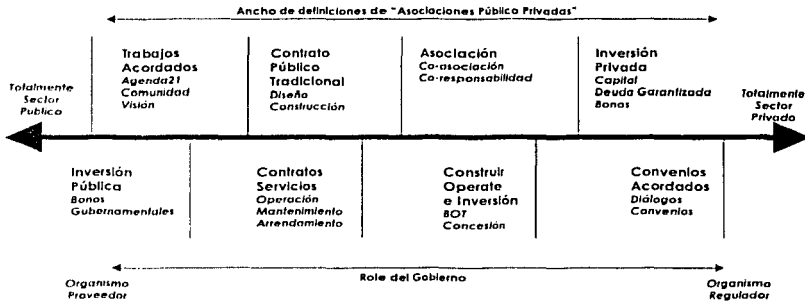 Ancho de definiciones de "Asociaciones Público Privadas"
Totalmente
Sector
Publico
Trabajos
Acordados
Agenda21
Comunidad
Visión
Contrato
Público
Tradicional
Diseño
Construcción
Asociación
Co-asociación
Co-responsabilidad
Inversión
Privada
Capital
Deuda Garantizada
Bonos
Totalmente
Sector
Privado
Inversión
Pública
Bonos
Gubernamentales
Contratos
Servicios
Operación
Mantenimiento
Arrendamiento
Construir
Operate
e Inversión
BOT
Concesión
Convenios
Acordados
Diálogos
Convenios
Organismo
Proveedor
Role del Gobierno
Organismo
Regulador